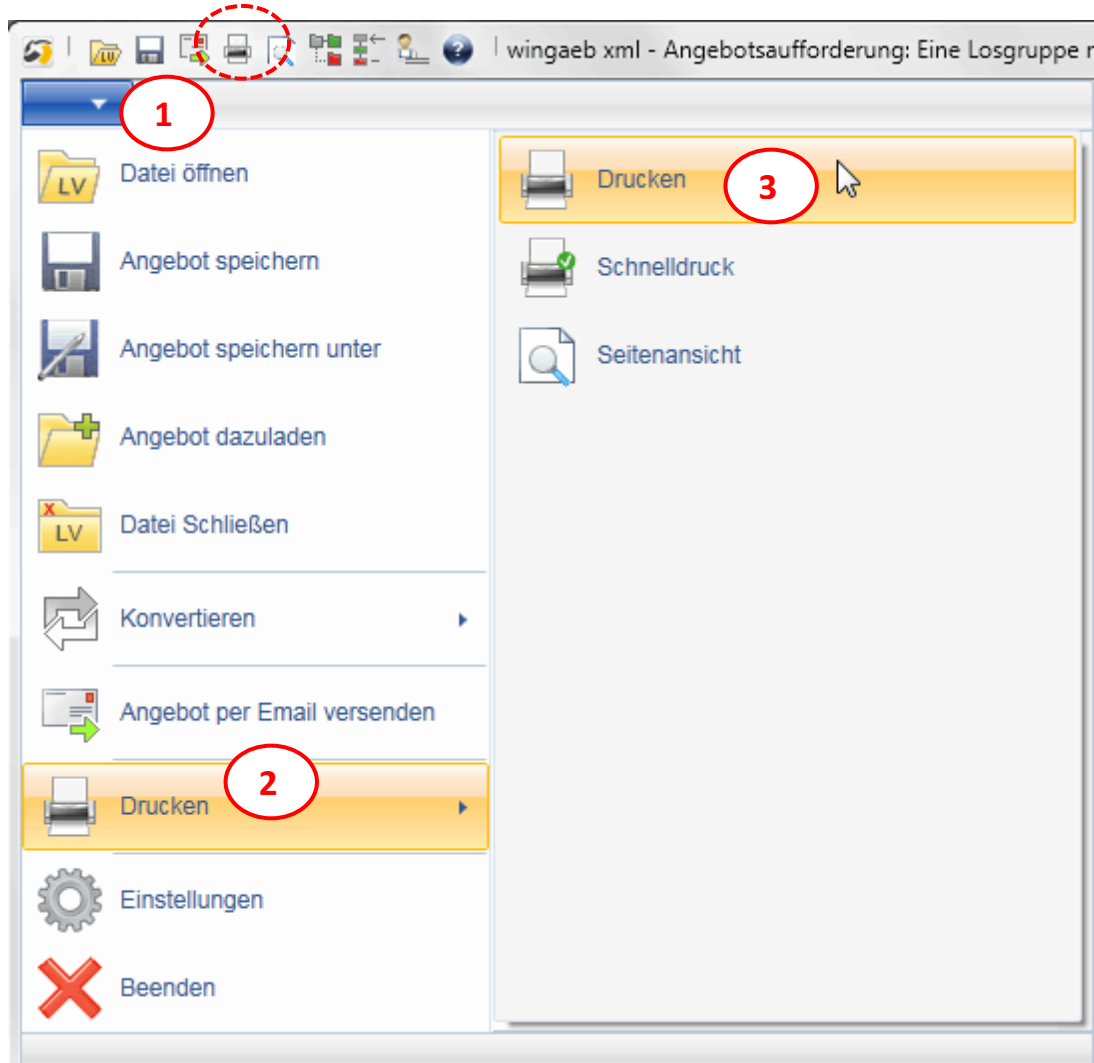 wingaeb xml - Angebotsaufforderung: Eine Losgruppe
1
LV
Datei öffnen
Angebot speichern
Angebot speichern unter
Angebot dazuladen
LV
Datei Schließen
Konvertieren
Angebot per Email versenden
2
Drucken
Einstellungen
Beenden
Drucken
3
Schnelldruck
Seitenansicht